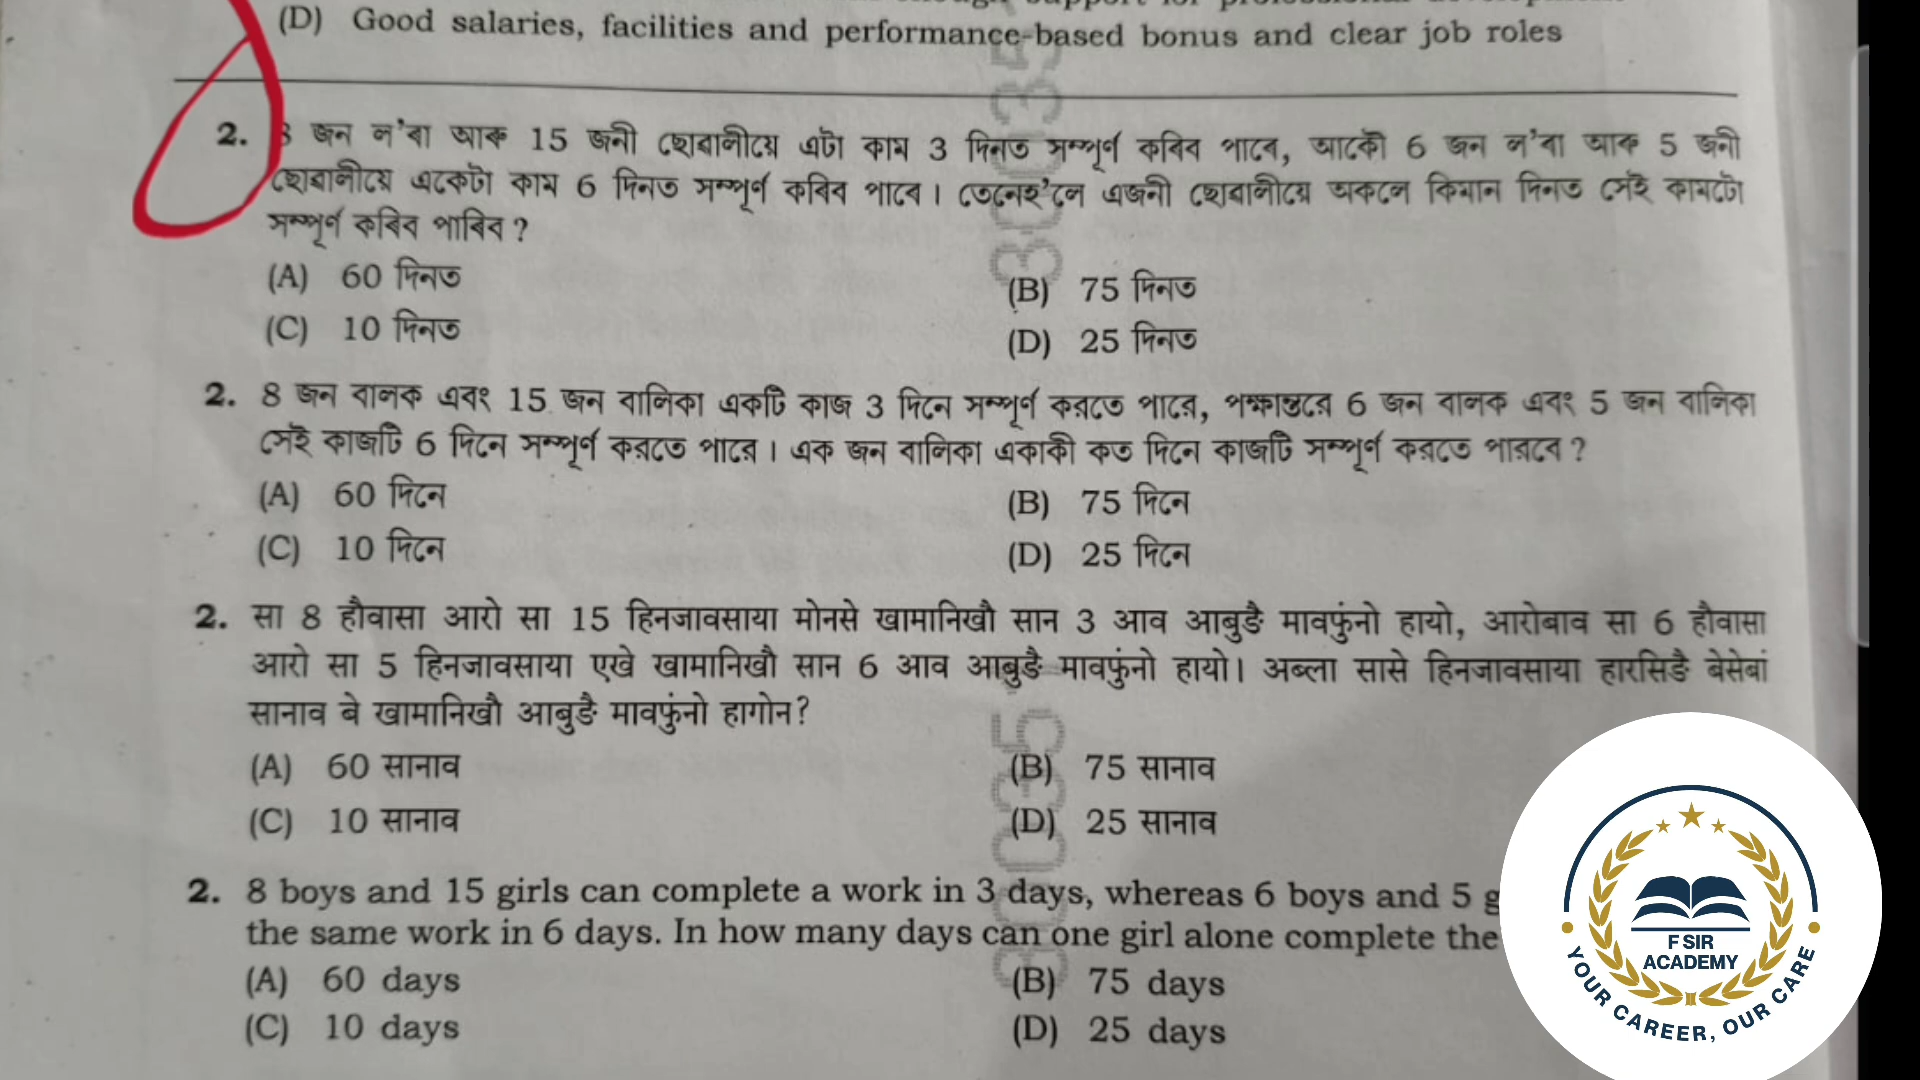 (D) Good salaries, facilities and performance-based bonus and clear job roles
2. 8 জন ল'ৰা আৰু 15 জনী ছোৱালীয়ে এটা কাম 3 দিনত সম্পূৰ্ণ কৰিব পাৰে, আকৌ 6 জন ল'ৰা আৰু 5 জনী
ছোৱালীয়ে একেটা কাম 6 দিনত সম্পূৰ্ণ কৰিব পাৰে। তেনেহ'লে এজনী ছোৱালীয়ে অকলে কিমান দিনত সেই কামটো
সম্পূৰ্ণ কৰিব পাৰিব?
(A) 60 দিনত
(B) 75 দিনত
(C) 10 দিনত
(D) 25 দিনত
2. 8 জন বালক এবং 15 জন বালিকা একটি কাজ 3 দিনে সম্পূর্ণ করতে পারে, পক্ষান্তরে 6 জন বালক এবং 5 জন বালিকা
সেই কাজটি 6 দিনে সম্পূর্ণ করতে পারে। এক জন বালিকা একাকী কত দিনে কাজটি সম্পূর্ণ করতে পারবে?
(A) 60 দিনে
(B) 75 দিনে
(C) 10 দিনে
(D) 25 দিনে
2. सा 8 हौवासा आरो सा 15 हिनजावसाया मोनसे खामानिखौ सान 3 आव आबुङै मावफुंनो हायो, आरोबाव सा 6 हौवासा
आरो सा 5 हिनजावसाया एखे खामानिखौ सान 6 आव आबुङै मावफुंनो हायो। अब्ला सासे हिनजावसाया हारसिङै बेसेबां
सानाव बे खामानिखौ आबुङै मावफुंनो हागोन?
(A) 60 सानाव
(B) 75 सानाव
(C) 10 सानाव
(D) 25 सानाव
2. 8 boys and 15 girls can complete a work in 3 days, whereas 6 boys and 5 g
the same work in 6 days. In how many days can one girl alone complete the
(A) 60 days
(B) 75 days
(C) 10 days
(D) 25 days
F SIR
ACADEMY
YOUR CAREER, OUR CARE